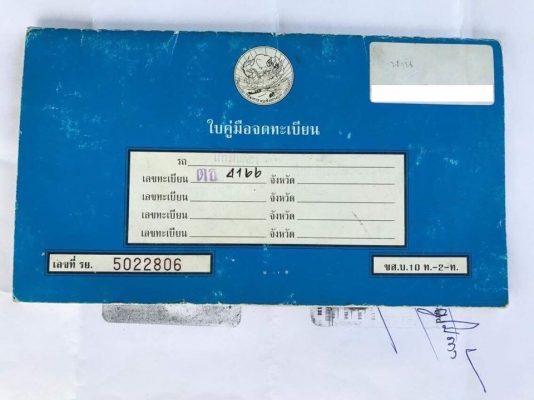 ใบคู่มือจดทะเบียน
รถ
เลขทะเบียน 4166 จังหวัด
เลขทะเบียน จังหวัด
เลขทะเบียน จังหวัด
เลขทะเบียน จังหวัด
เลขที่ รย. 5022806
ขส.บ.10 ท.-2-ท.